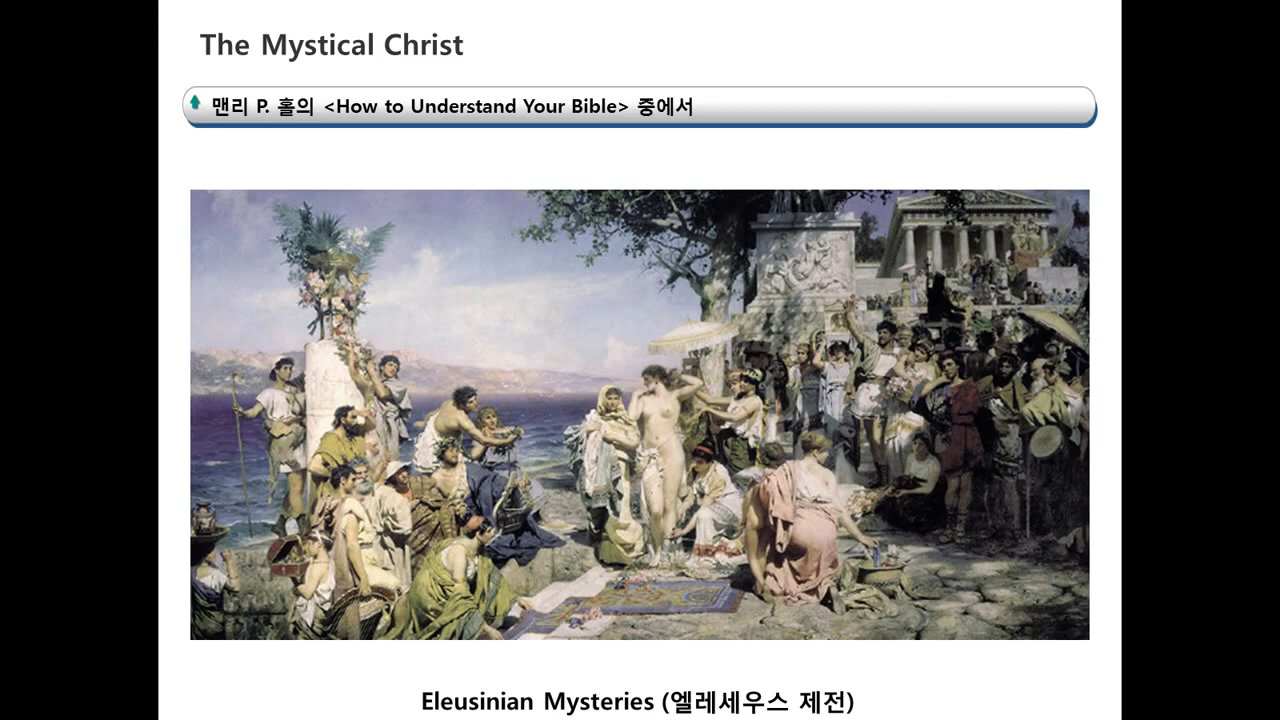 The Mystical Christ
맨리 P. 홀의 <How to Understand Your Bible> 중에서
Eleusinian Mysteries (엘레세우스 제전)